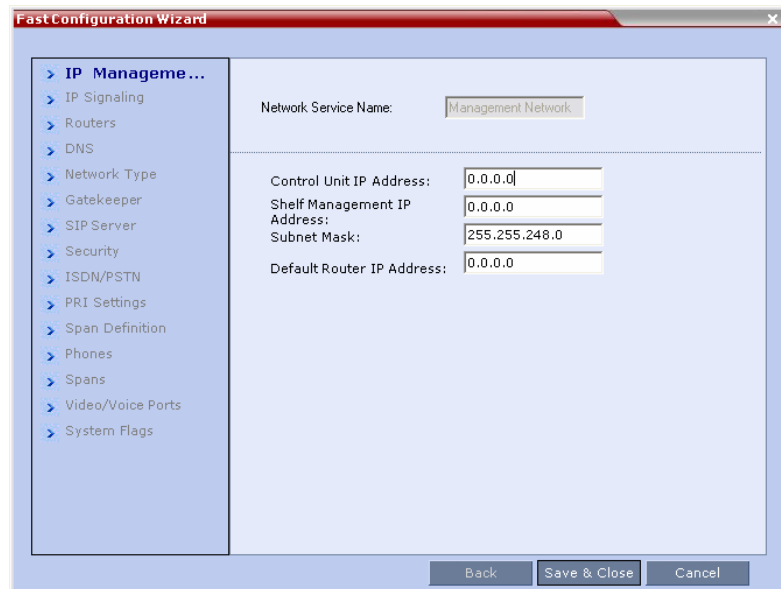 Fast Configuration Wizard
IP Manageme...
IP Signaling
Routers
DNS
Network Type
Gatekeeper
SIP Server
Security
ISDN/PSTN
PRI Settings
Span Definition
Phones
Spans
Video/Voice Ports
System Flags
Network Service Name: Management Network
Control Unit IP Address: 0.0.0.0
Shelf Management IP
Address: 0.0.0.0
Subnet Mask: 255.255.248.0
Default Router IP Address: 0.0.0.0
Back Save & Close Cancel